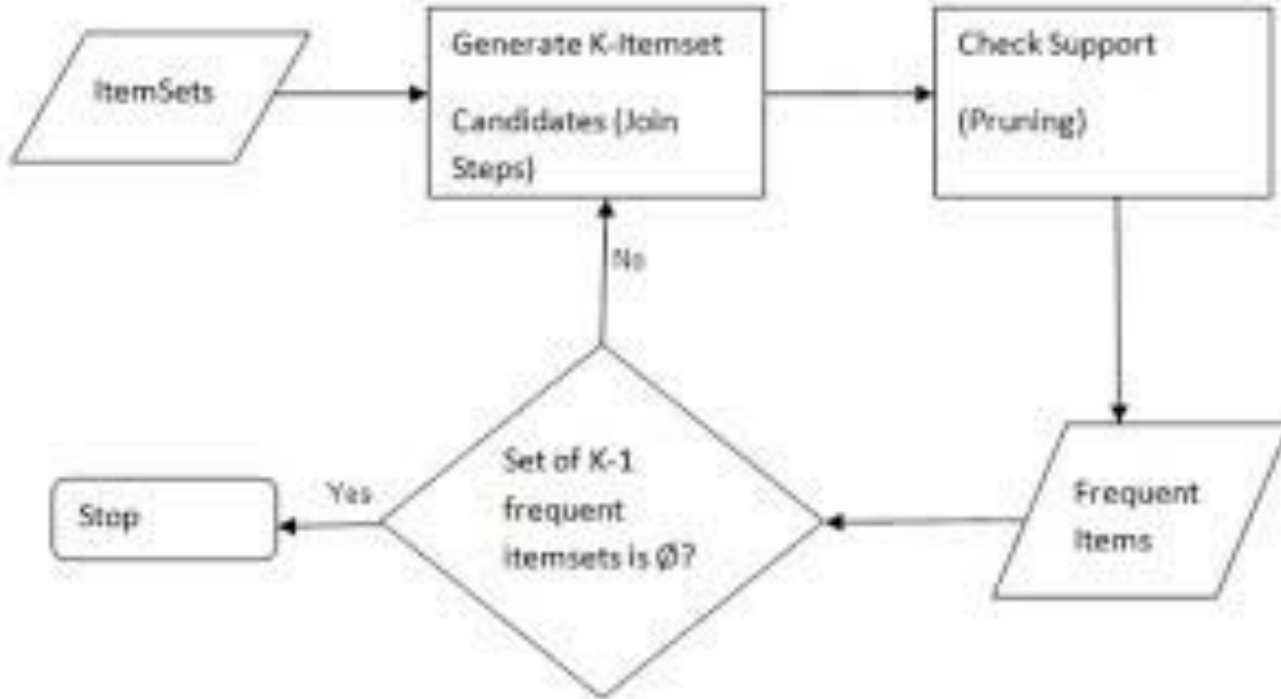 ItemSets
Generate K-Itemset
Candidates (Join
Steps)
Check Support
(Pruning)
No
Set of K-1
frequent
itemsets is Ø?
Yes
Stop
Frequent
Items